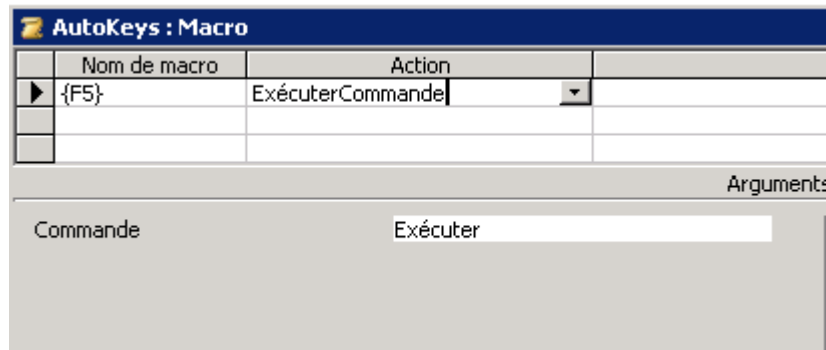 AutoKeys : Macro
Nom de macro Action
{F5} ExécuterCommande
Arguments
Commande Exécuter